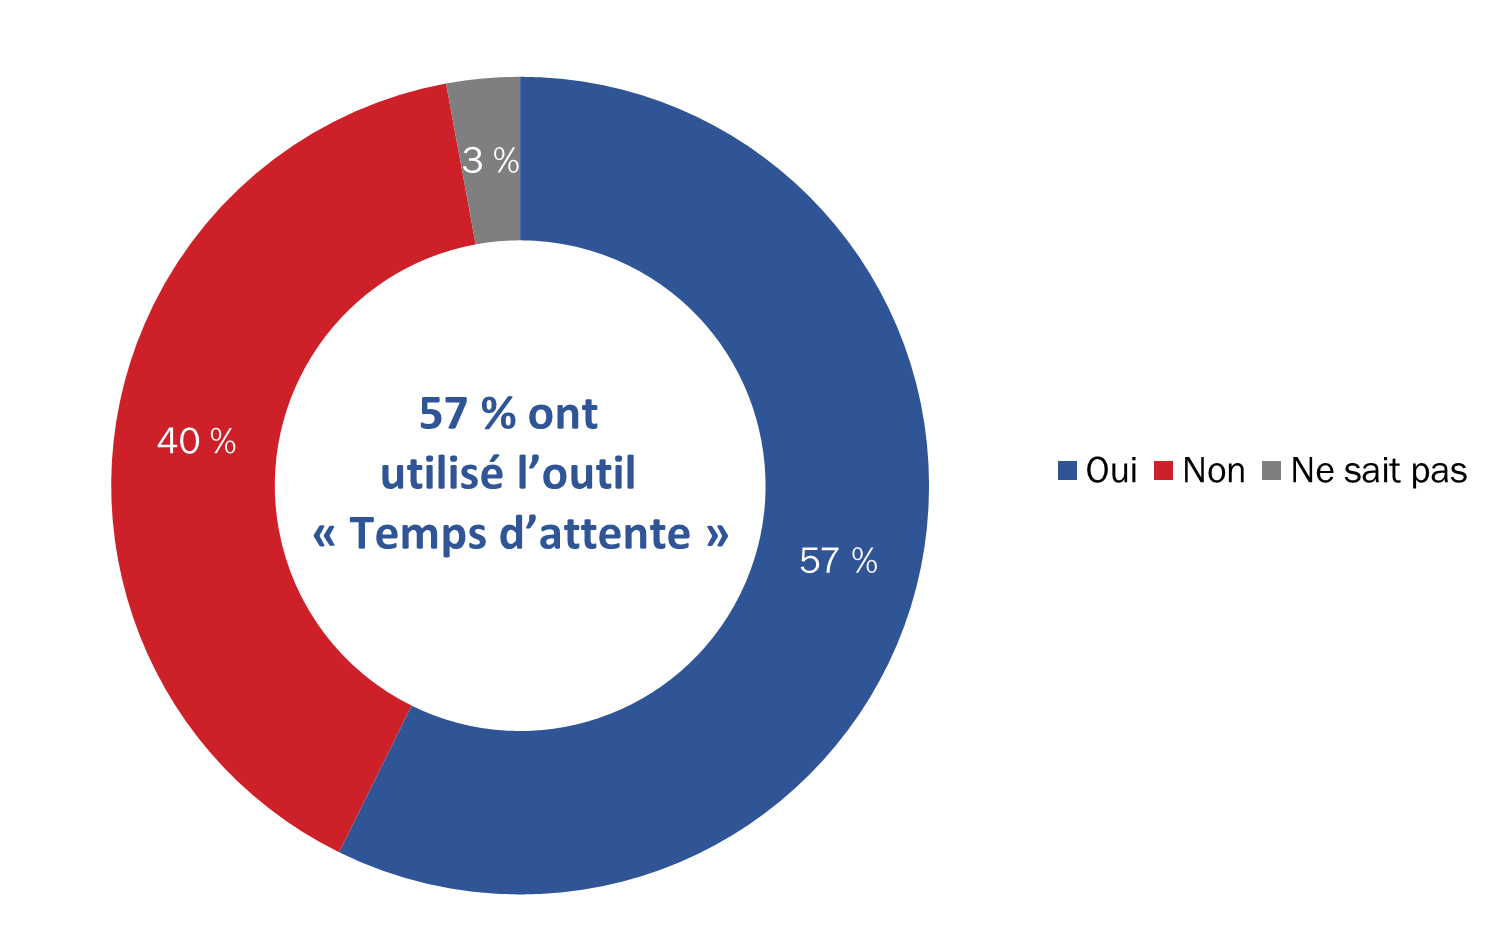 3 %
57 % ont
utilisé l’outil
« Temps d’attente »
40 %
57 %
Oui Non Ne sait pas